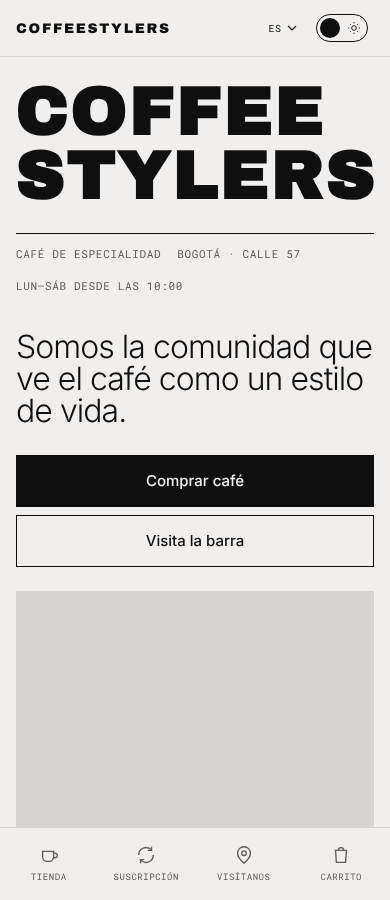 COFFEESTYLERS
ES
COFFEE
STYLERS
CAFÉ DE ESPECIALIDAD BOGOTÁ · CALLE 57
LUN–SÁB DESDE LAS 10:00
Somos la comunidad que
ve el café como un estilo
de vida.
Comprar café
Visita la barra
TIENDA
SUSCRIPCIÓN
VISÍTANOS
CARRITO